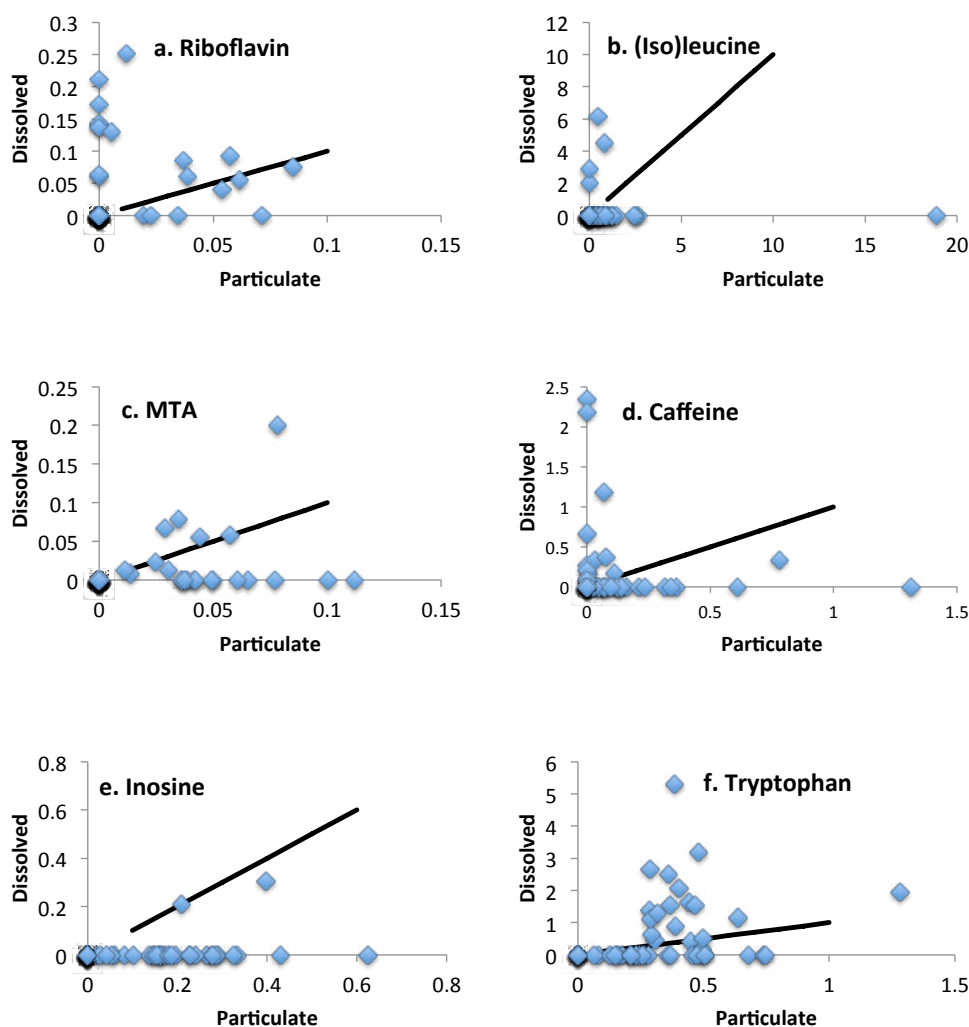 a. Riboflavin
Dissolved
0.3
0.25
0.2
0.15
0.1
0.05
0
0 0.05 0.1 0.15
Particulate
b. (Iso)leucine
Dissolved
12
10
8
6
4
2
0
0 5 10 15 20
Particulate
c. MTA
Dissolved
0.25
0.2
0.15
0.1
0.05
0
0 0.05 0.1 0.15
Particulate
d. Caffeine
Dissolved
2.5
2
1.5
1
0.5
0
0 0.5 1 1.5
Particulate
e. Inosine
Dissolved
0.8
0.6
0.4
0.2
0
0 0.2 0.4 0.6 0.8
Particulate
f. Tryptophan
Dissolved
6
5
4
3
2
1
0
0 0.5 1 1.5
Particulate